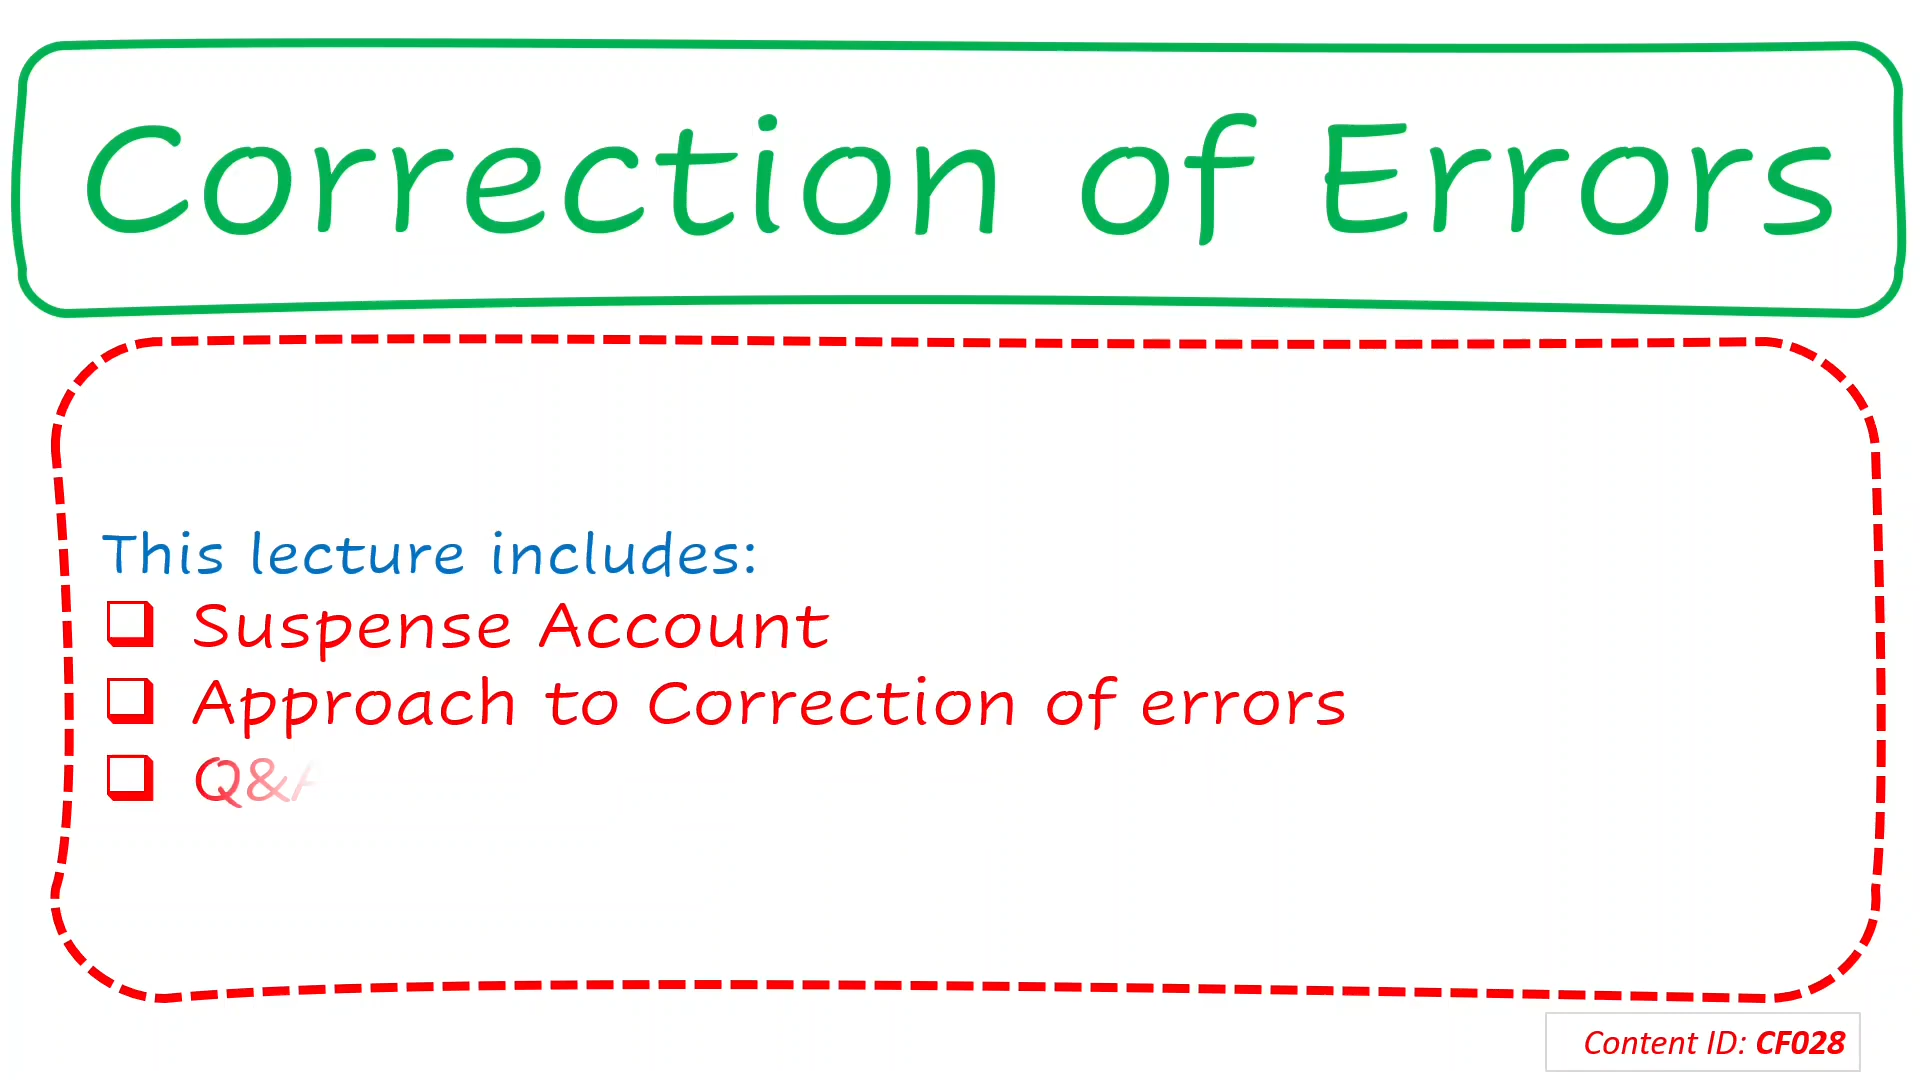 Correction of Errors
This lecture includes:
Suspense Account
Approach to Correction of errors
Q&A
Content ID: CF028